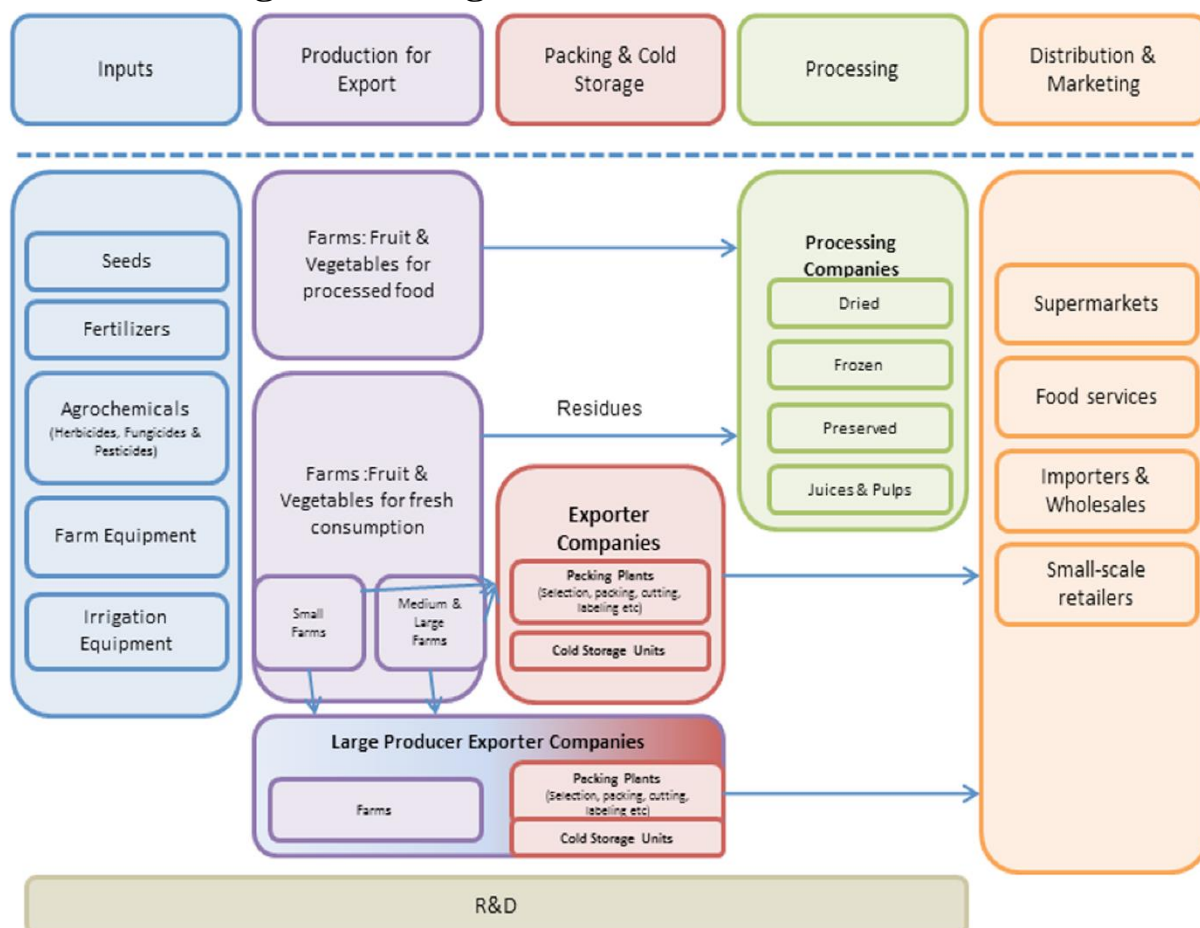 Inputs
Production for
Export
Packing & Cold
Storage
Processing
Distribution &
Marketing
Seeds
Fertilizers
Agrochemicals
(Herbicides, Fungicides &
Pesticides)
Farm Equipment
Irrigation
Equipment
Farms: Fruit &
Vegetables for
processed food
Farms :Fruit &
Vegetables for fresh
consumption
Small
Farms
Medium &
Large
Farms
Residues
Exporter
Companies
Packing Plants
(Selection, packing, cutting,
labeling etc)
Cold Storage Units
Large Producer Exporter Companies
Farms
Packing Plants
(Selection, packing, cutting,
labeling etc)
Cold Storage Units
Processing
Companies
Dried
Frozen
Preserved
Juices & Pulps
Supermarkets
Food services
Importers &
Wholesales
Small-scale
retailers
R&D